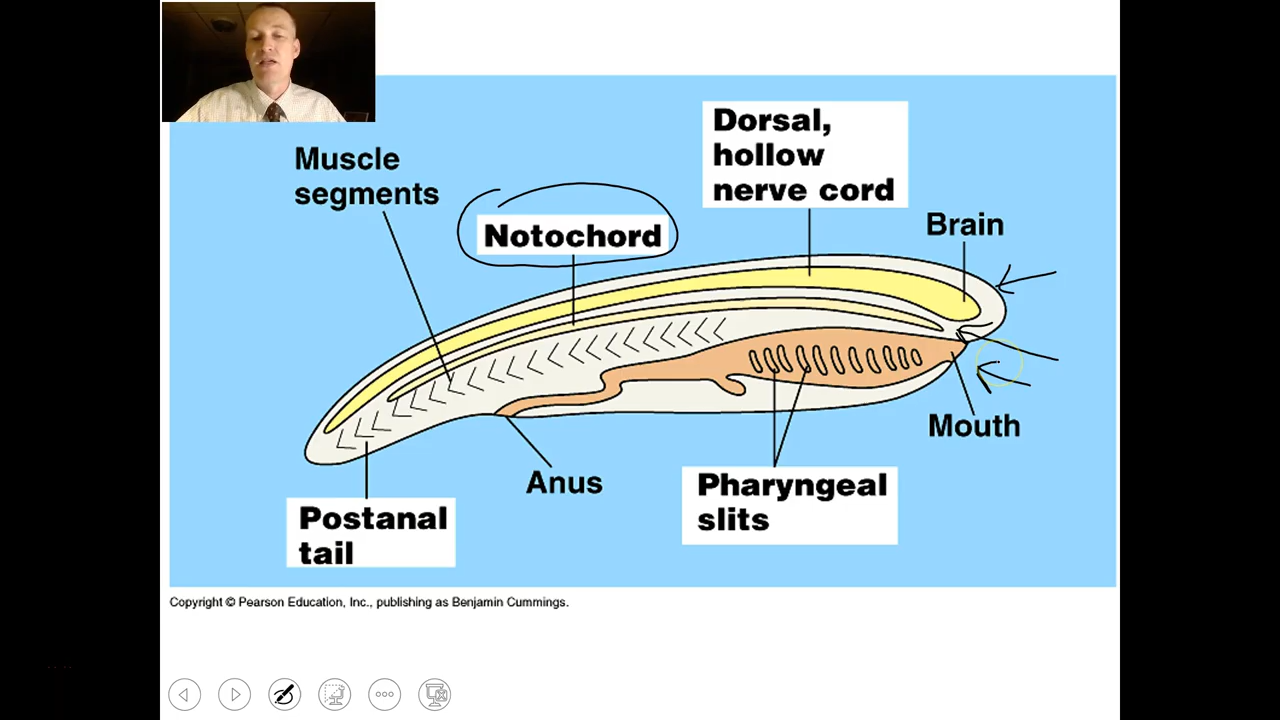 Dorsal,
hollow
nerve cord
Muscle
segments
Notochord
Brain
Mouth
Anus
Pharyngeal
slits
Postanal
tail
Copyright © Pearson Education, Inc., publishing as Benjamin Cummings.